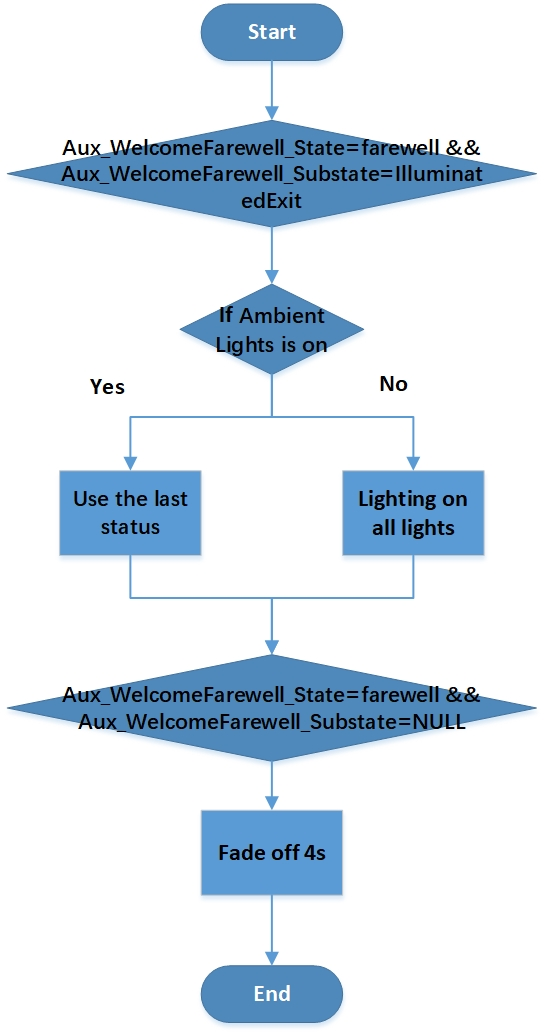 Start
Aux_WelcomeFarewell_State=farewell &&
Aux_WelcomeFarewell_Substate=Illuminat
edExit
If Ambient
Lights is on
Yes
No
Use the last
status
Lighting on
all lights
Aux_WelcomeFarewell_State=farewell &&
Aux_WelcomeFarewell_Substate=NULL
Fade off 4s
End